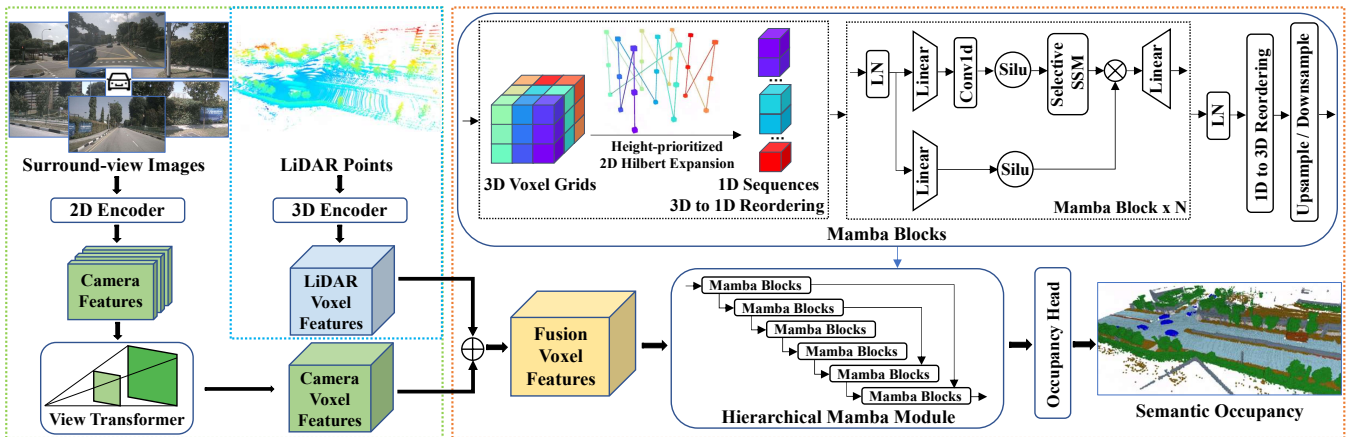 Surround-view Images
2D Encoder
Camera
Features
View Transformer
LiDAR Points
3D Encoder
LiDAR
Voxel
Features
Camera
Voxel
Features
Fusion
Voxel
Features
3D Voxel Grids
Height-prioritized
2D Hilbert Expansion
...
...
1D Sequences
3D to 1D Reordering
LN
Linear
Conv1d
Silu
Selective
SSM
Linear
Linear
Silu
Mamba Block x N
LN
1D to 3D Reordering
Upsample / Downsample
Mamba Blocks
Mamba Blocks
Mamba Blocks
Mamba Blocks
Mamba Blocks
Mamba Blocks
Mamba Blocks
Hierarchical Mamba Module
Occupancy Head
Semantic Occupancy